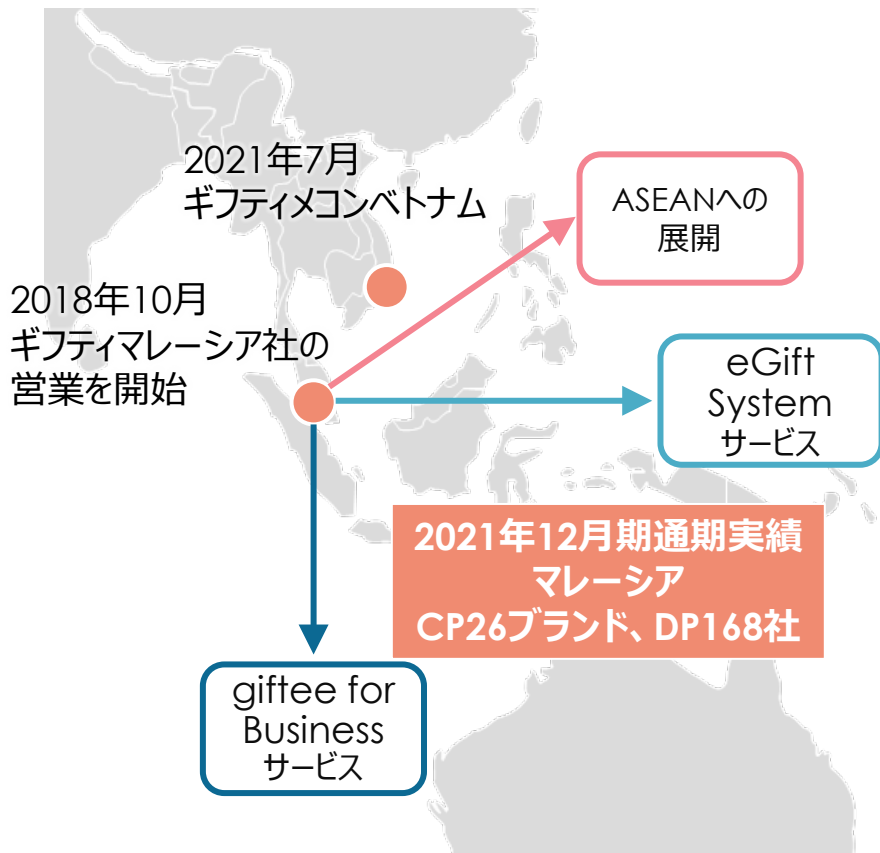 2021年7月
ギフティメコンベトナム
ASEANへの
展開
2018年10月
ギフティマレーシア社の
営業を開始
eGift
System
サービス
2021年12月期通期実績
マレーシア
CP26ブランド、DP168社
giftee for
Business
サービス